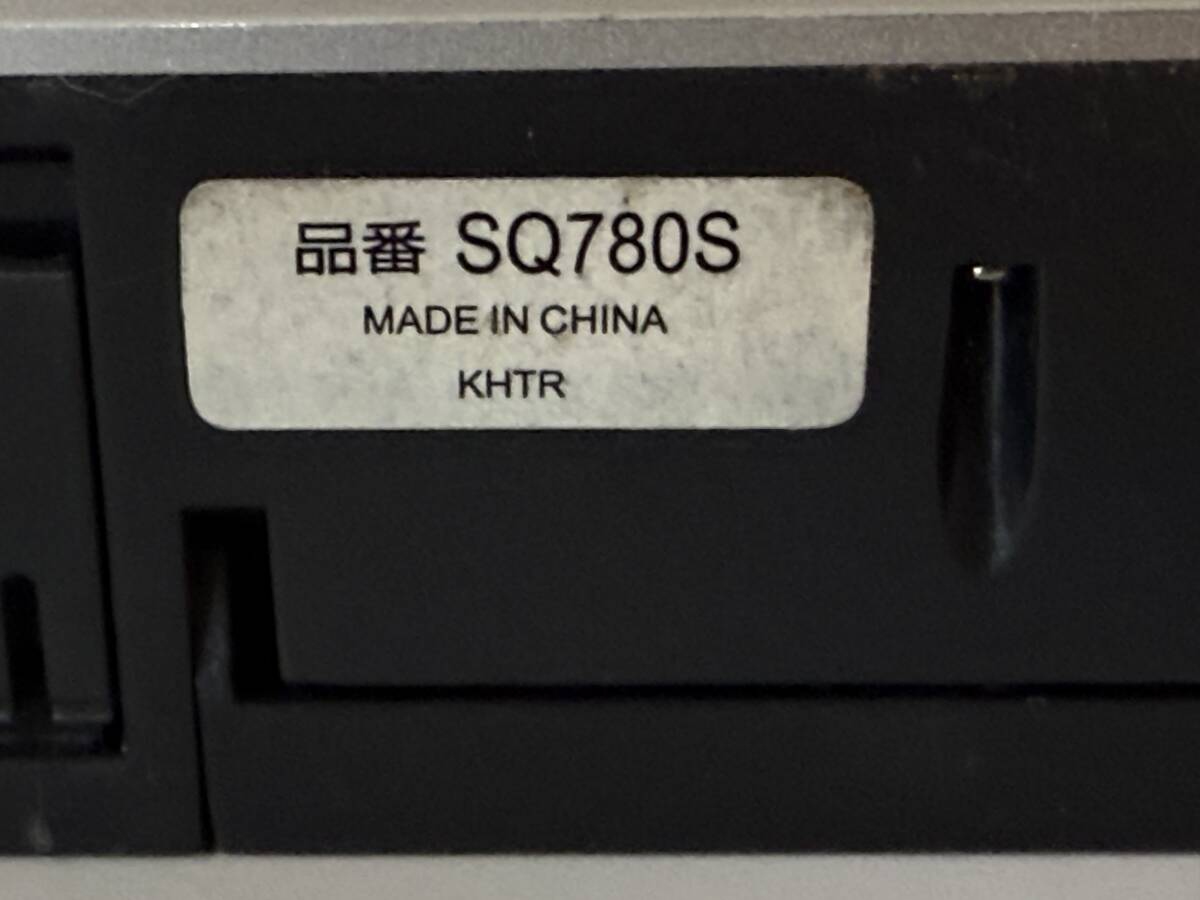 品番 SQ780S
MADE IN CHINA
KHTR